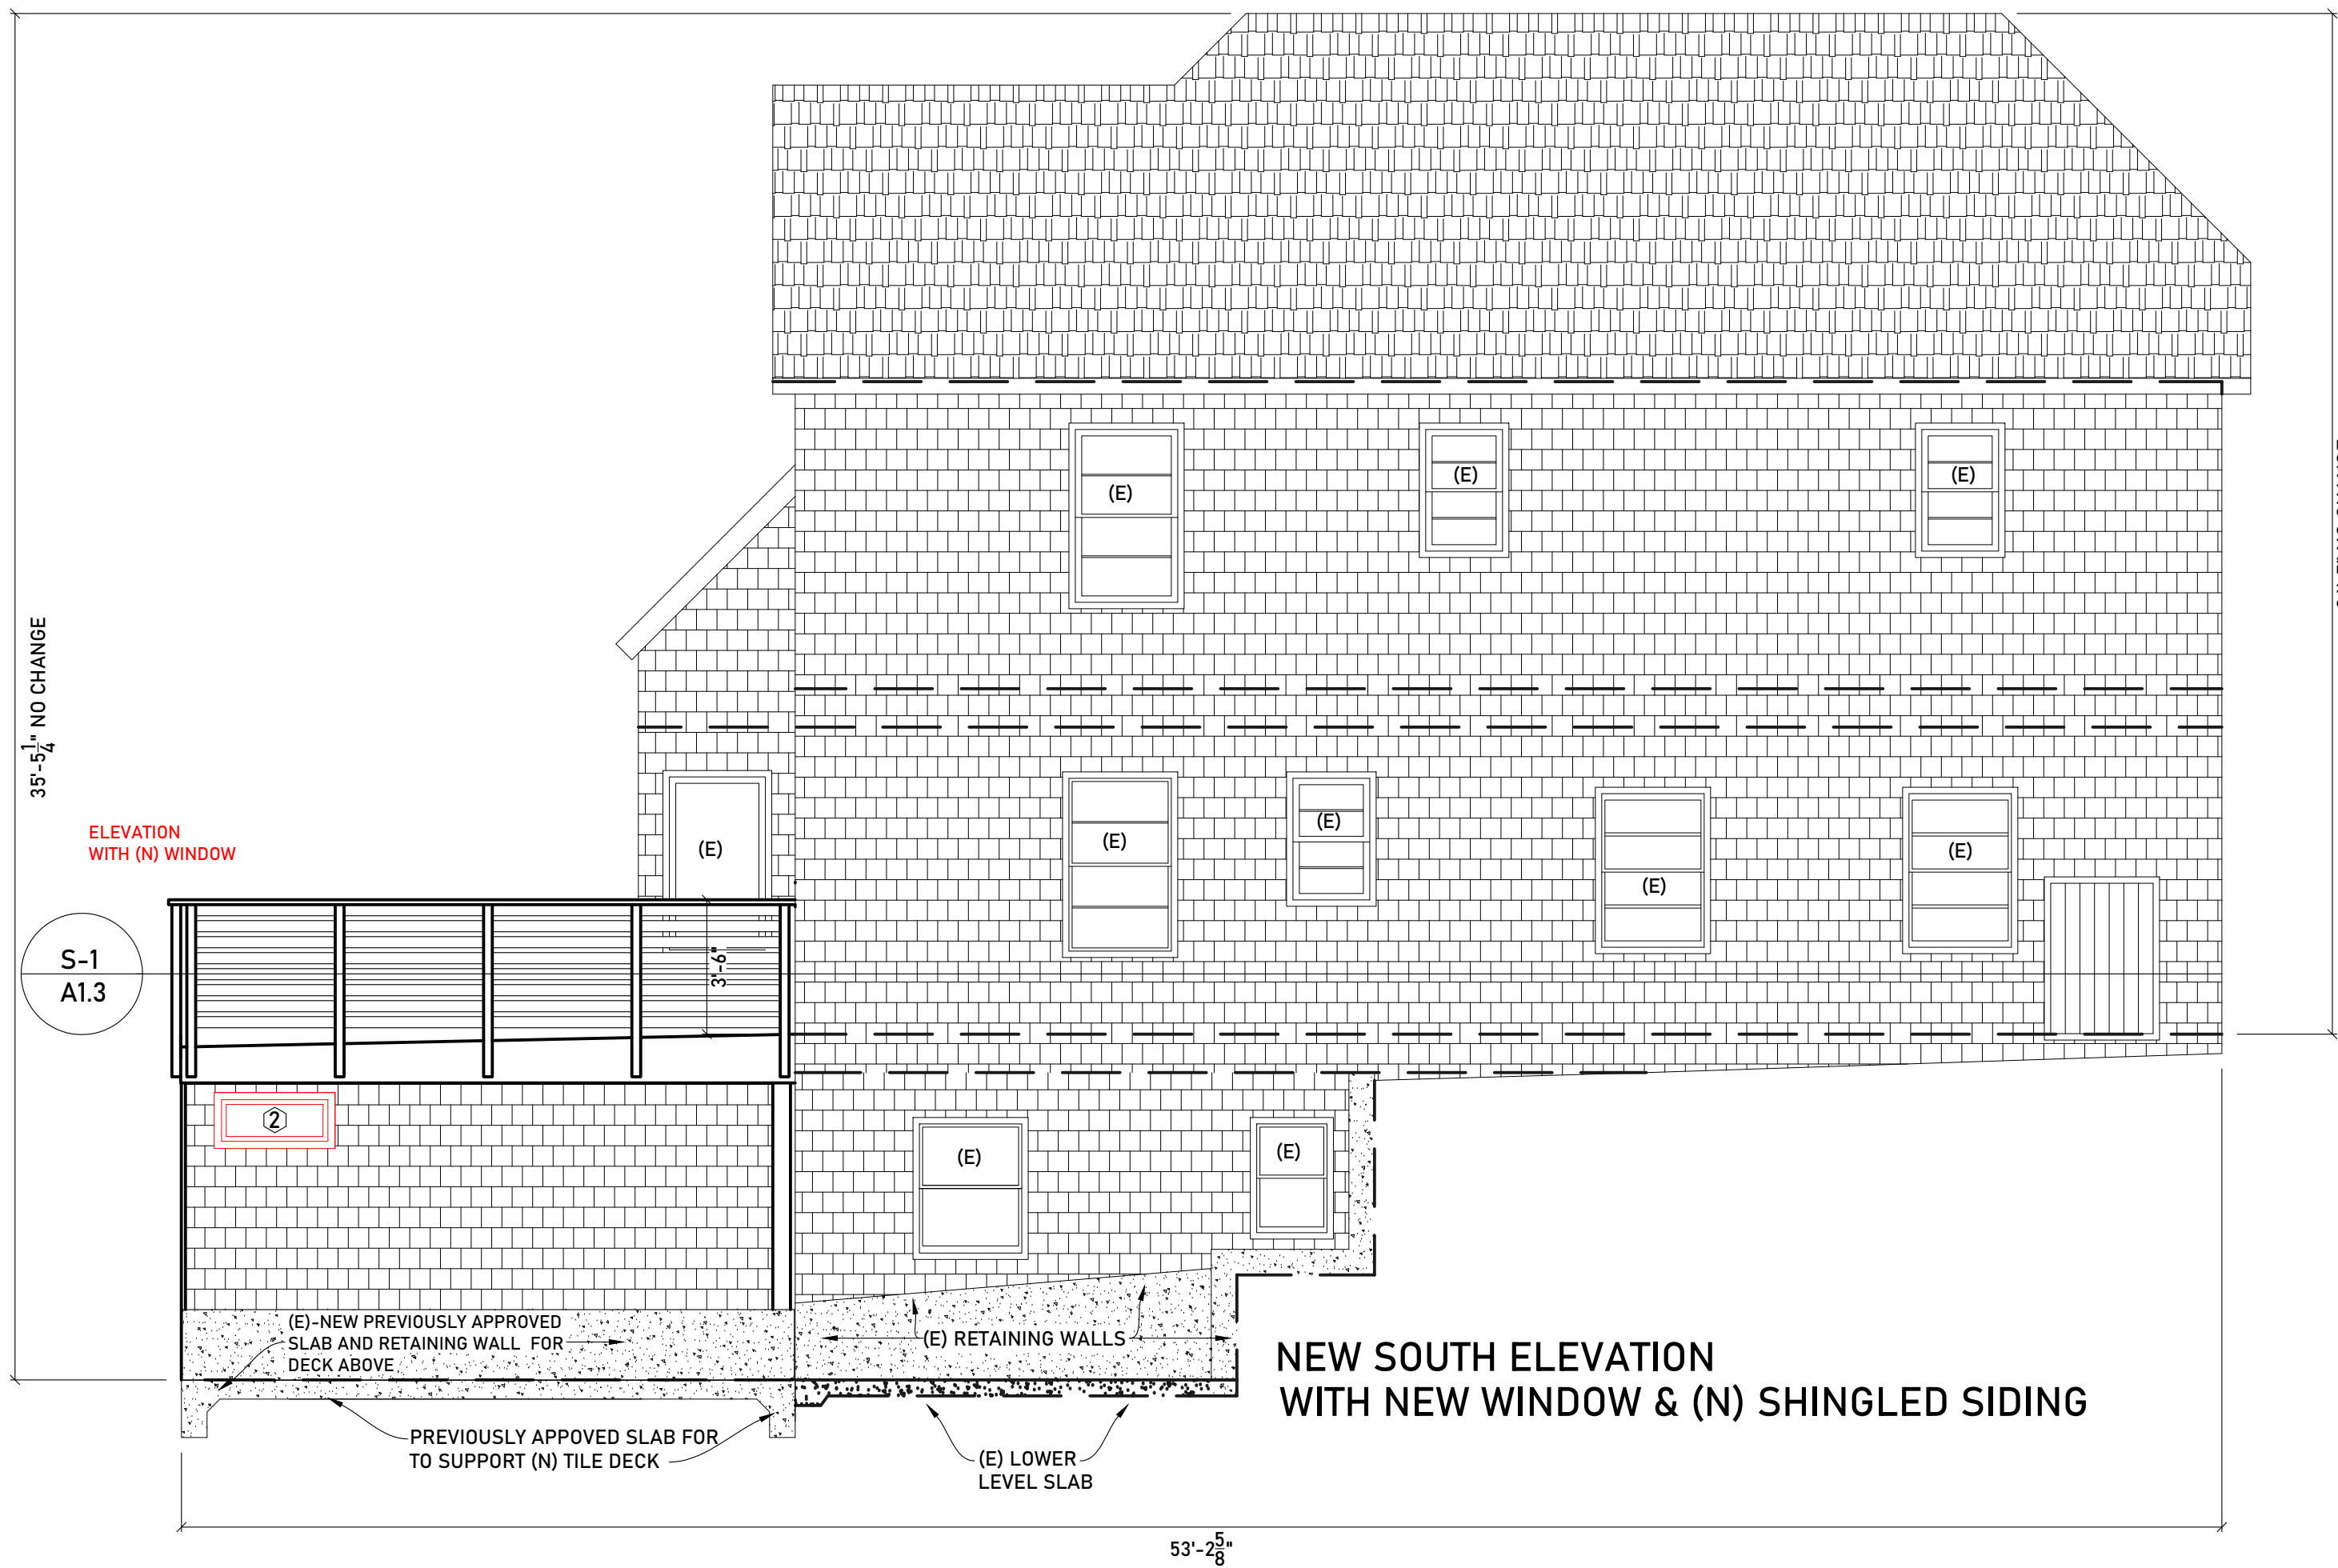 (E)
(E)
(E)
35'-5 1/4" NO CHANGE
ELEVATION
WITH (N) WINDOW
(E)
(E)
(E)
(E)
(E)
S-1
A1.3
3'-6"
2
(E)
(E)
(E)-NEW PREVIOUSLY APPROVED
SLAB AND RETAINING WALL FOR
DECK ABOVE
(E) RETAINING WALLS
NEW SOUTH ELEVATION
WITH NEW WINDOW & (N) SHINGLED SIDING
PREVIOUSLY APPOVED SLAB FOR
TO SUPPORT (N) TILE DECK
(E) LOWER
LEVEL SLAB
53'-2 5/8"